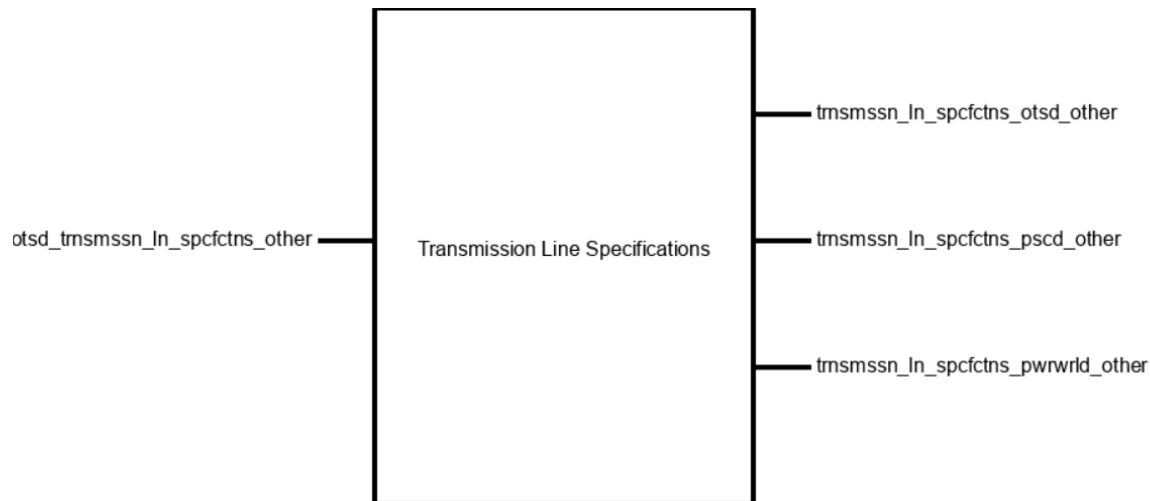 trnsmssn_ln_spcfctns_otsd_other
otsd_trnsmssn_ln_spcfctns_other
Transmission Line Specifications
trnsmssn_ln_spcfctns_pscd_other
trnsmssn_ln_spcfctns_pwrwrld_other